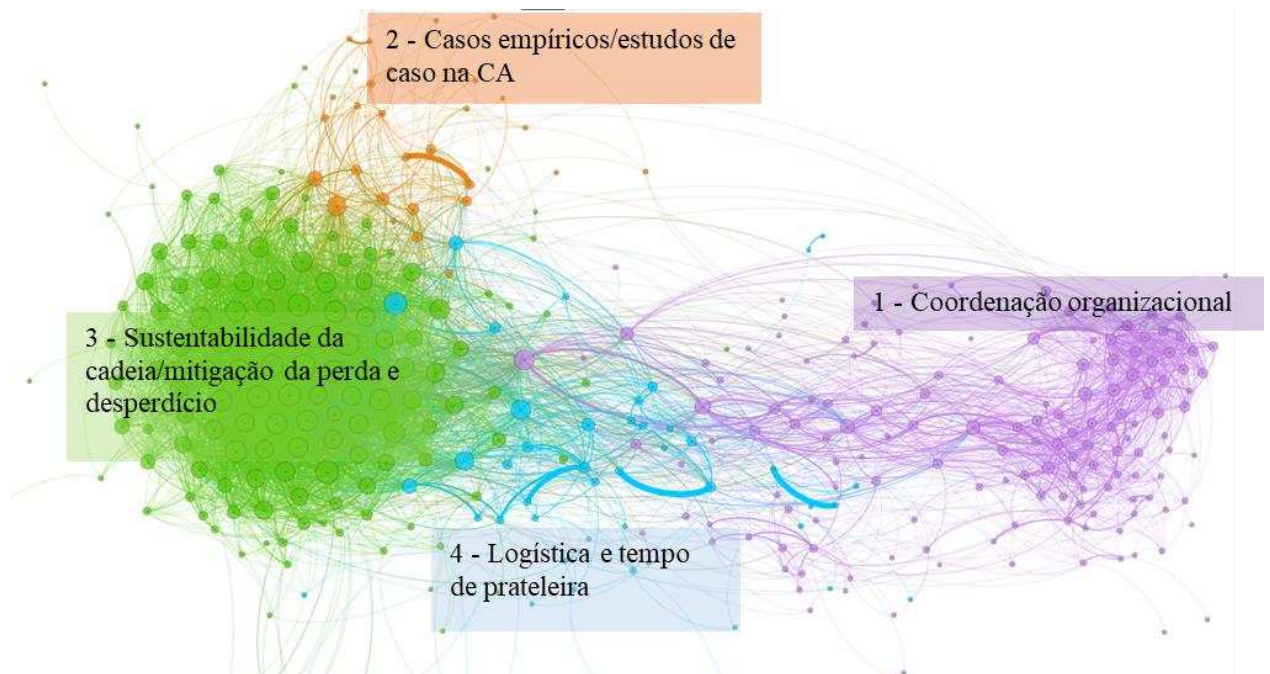 2 - Casos empíricos/estudos de
caso na CA
1 - Coordenação organizacional
3 - Sustentabilidade da
cadeia/mitigação da perda e
desperdício
4 - Logística e tempo
de prateleira